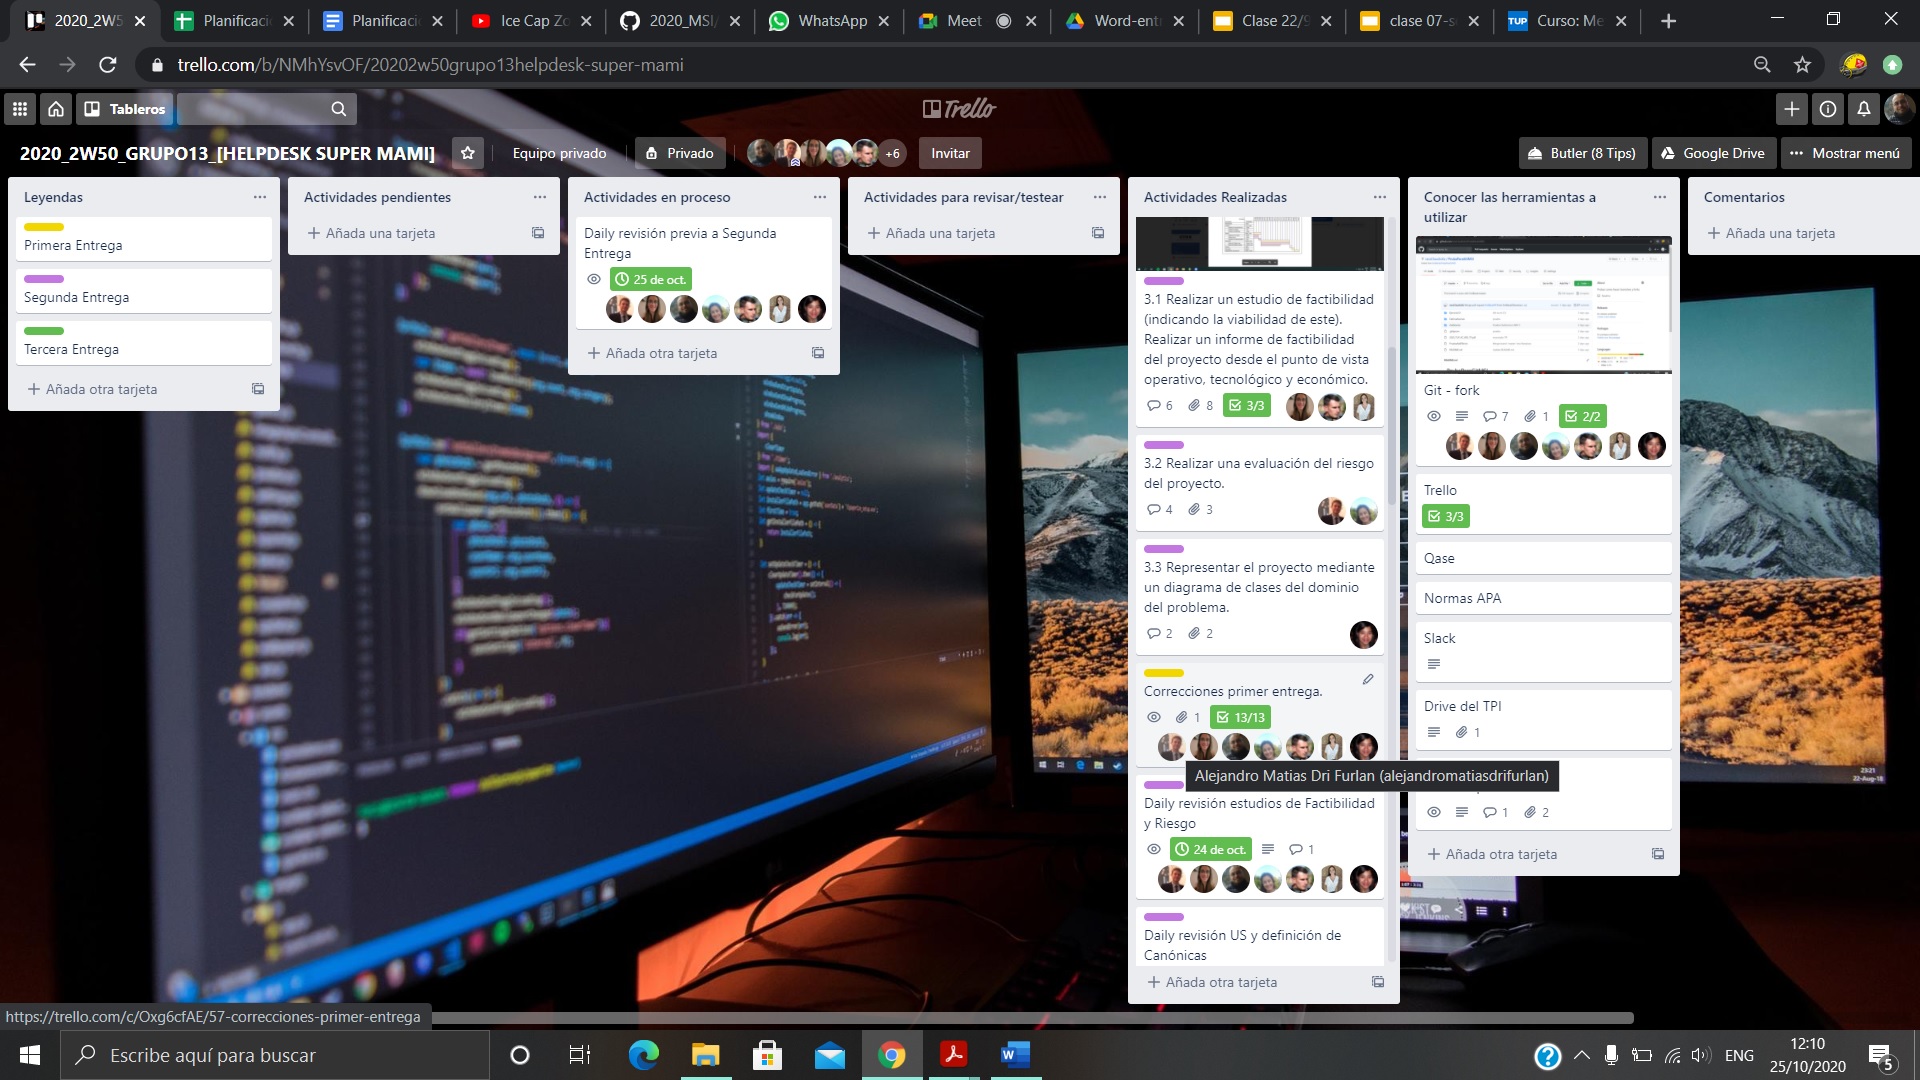 2020_2W5
Planificaci
Planificaci
Ice Cap Zo
2020_MSI/
WhatsApp
Meet
Word-ent
Clase 22/9
clase 07-s
TUP
Curso: Me
trello.com/b/NMhYsvOF/20202w50grupo13helpdesk-super-mami
Tableros
Trello
2020_2W50_GRUPO13_[HELPDESK SUPER MAMI]
Equipo privado
Privado
+6
Invitar
Butler (8 Tips)
Google Drive
Mostrar menú
Leyendas
Primera Entrega
Segunda Entrega
Tercera Entrega
Añada otra tarjeta
Actividades pendientes
Añada una tarjeta
Actividades en proceso
Daily revisión previa a Segunda
Entrega
25 de oct.
Añada otra tarjeta
Actividades para revisar/testear
Añada una tarjeta
Actividades Realizadas
3.1 Realizar un estudio de factibilidad
(indicando la viabilidad de este).
Realizar un informe de factibilidad
del proyecto desde el punto de vista
operativo, tecnológico y económico.
6 8 3/3
3.2 Realizar una evaluación del riesgo
del proyecto.
4 3
3.3 Representar el proyecto mediante
un diagrama de clases del dominio
del problema.
2 2
Correcciones primer entrega.
1 13/13
Alejandro Matias Dri Furlan (alejandromatiasdrifurlan)
Daily revisión estudios de Factibilidad
y Riesgo
24 de oct. 1
Daily revisión US y definición de
Canónicas
Añada otra tarjeta
Conocer las herramientas a
utilizar
Git - fork
7 1 2/2
Trello
3/3
Qase
Normas APA
Slack
Drive del TPI
1
1 2
Añada otra tarjeta
Comentarios
Añada una tarjeta
23:21
22-Aug-18
https://trello.com/c/Oxg6cfAE/57-correcciones-primer-entrega
Escribe aquí para buscar
ENG
12:10
25/10/2020
5